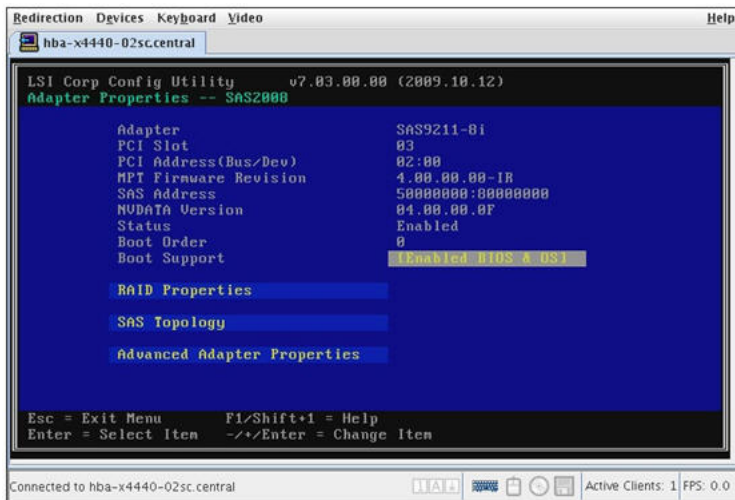 Redirection Devices Keyboard Video Help
hba-x4440-02sc.central
LSI Corp Config Utility v7.03.00.00 (2009.10.12)
Adapter Properties -- SAS2008
Adapter SAS9211-8i
PCI Slot 03
PCI Address(Bus/Dev) 02:00
MPT Firmware Revision 4.00.00.00-IR
SAS Address 50000000:80000000
NVDATA Version 04.00.00.0F
Status Enabled
Boot Order 0
Boot Support [Enabled BIOS & OS]
RAID Properties
SAS Topology
Advanced Adapter Properties
Esc = Exit Menu F1/Shift+1 = Help
Enter = Select Item -/+/Enter = Change Item
Connected to hba-x4440-02sc.central 1 A Active Clients: 1 FPS: 0.0